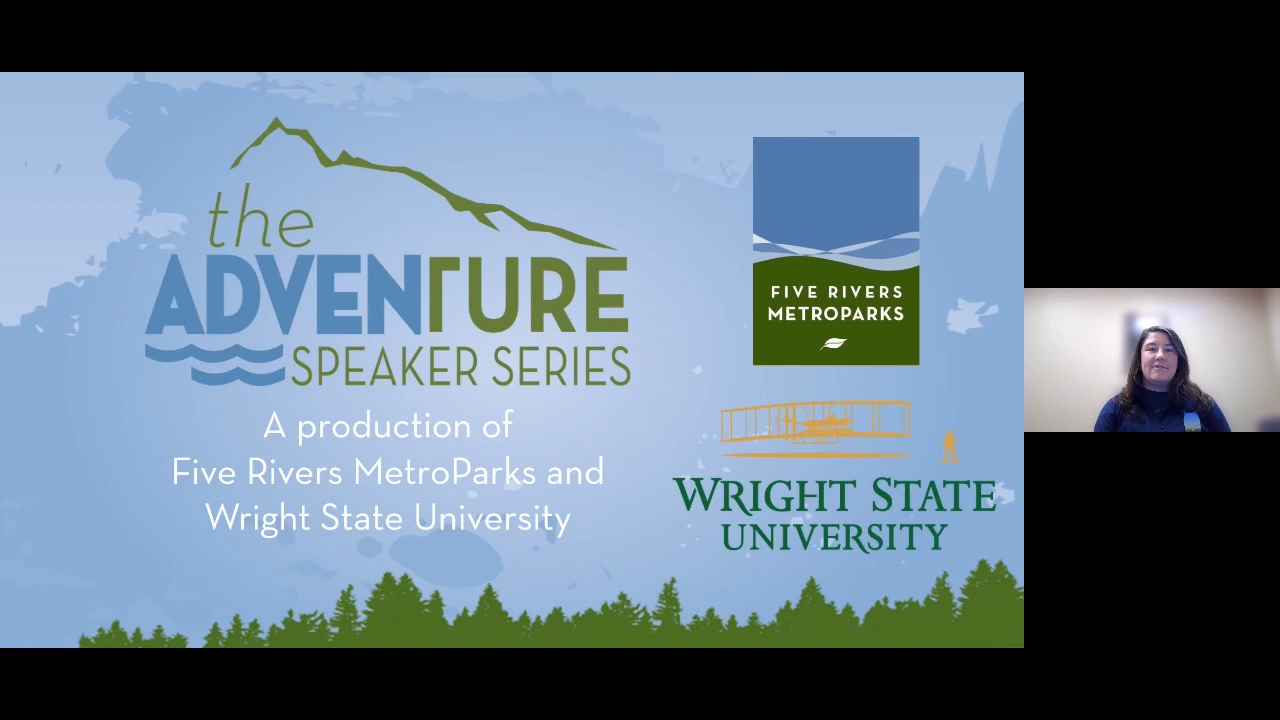 the
ADVENTURE
SPEAKER SERIES
A production of
Five Rivers MetroParks and
Wright State University
FIVE RIVERS
METROPARKS
WRIGHT STATE
UNIVERSITY